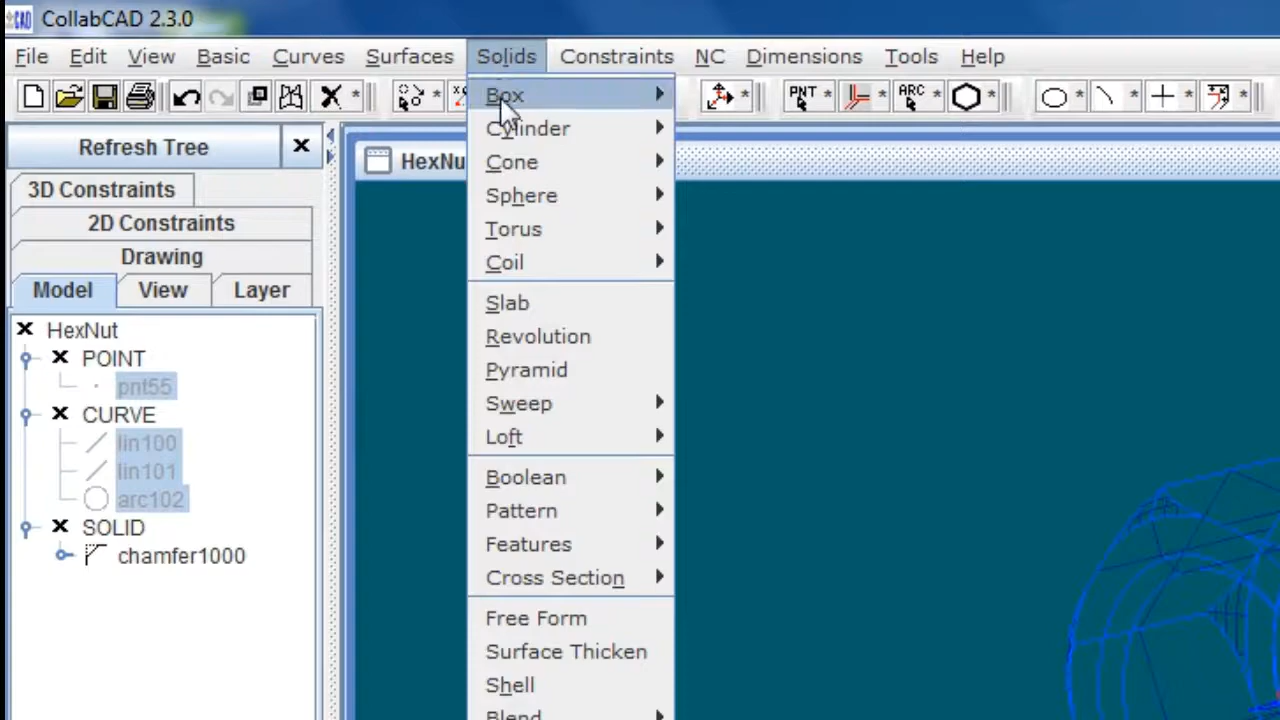 CollabCAD 2.3.0
File Edit View Basic Curves Surfaces Solids Constraints NC Dimensions Tools Help
PNT ARC
Refresh Tree
3D Constraints
2D Constraints
Drawing
Model View Layer
HexNut
POINT
pnt55
CURVE
lin100
lin101
arc102
SOLID
chamfer1000
Box
Cylinder
Cone
Sphere
Torus
Coil
Slab
Revolution
Pyramid
Sweep
Loft
Boolean
Pattern
Features
Cross Section
Free Form
Surface Thicken
Shell
Blend
HexNu